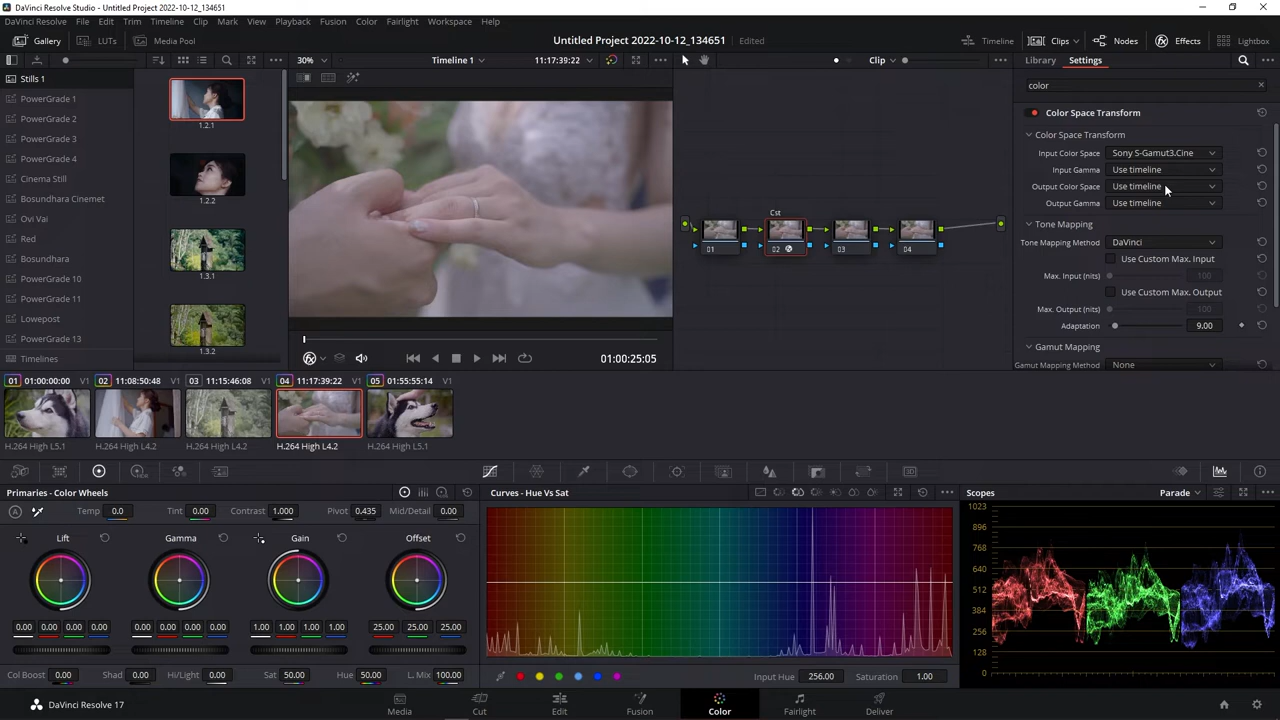 DaVinci Resolve Studio - Untitled Project 2022-10-12_134651
DaVinci Resolve File Edit Trim Timeline Clip Mark View Playback Fusion Color Fairlight Workspace Help
Gallery LUTs Media Pool Untitled Project 2022-10-12_134651 Edited Timeline Clips Nodes Effects Lightbox
30% Timeline 1 11:17:39:22 Clip Library Settings
Stills 1
PowerGrade 1
PowerGrade 2
PowerGrade 3
PowerGrade 4
Cinema Still
Bosundhara Cinemet
Ovi Vai
Red
Bosundhara
PowerGrade 10
PowerGrade 11
Lowepost
PowerGrade 13
Timelines
1.2.1
1.2.2
1.3.1
1.3.2
01:00:25:05
Cst
01 02 03 04
color
Color Space Transform
Color Space Transform
Input Color Space Sony S-Gamut3.Cine
Input Gamma Use timeline
Output Color Space Use timeline
Output Gamma Use timeline
Tone Mapping
Tone Mapping Method DaVinci
Use Custom Max. Input
Max. Input (nits) 100
Use Custom Max. Output
Max. Output (nits) 100
Adaptation 9.00
Gamut Mapping
Gamut Mapping Method None
01 01:00:00:00 V1 02 11:08:50:48 V1 03 11:15:46:08 V1 04 11:17:39:22 V1 05 01:55:55:14 V1
H.264 High L5.1 H.264 High L4.2 H.264 High L4.2 H.264 High L4.2 H.264 High L5.1
Primaries - Color Wheels
Temp 0.0 Tint 0.00 Contrast 1.000 Pivot 0.435 Mid/Detail 0.00
Lift Gamma Gain Offset
0.00 0.00 0.00 0.00 0.00 0.00 0.00 0.00 1.00 1.00 1.00 1.00 25.00 25.00 25.00
Col Boost 0.00 Shad 0.00 Hi/Light 0.00 Sat 50.00 Hue 50.00 L. Mix 100.00
Curves - Hue Vs Sat
Input Hue 256.00 Saturation 1.00
Scopes Parade
1023
896
768
640
512
384
256
128
0
DaVinci Resolve 17 Media Cut Edit Fusion Color Fairlight Deliver